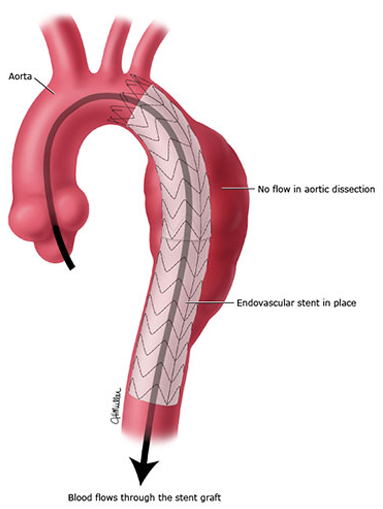 Aorta
No flow in aortic dissection
Endovascular stent in place
Blood flows through the stent graft